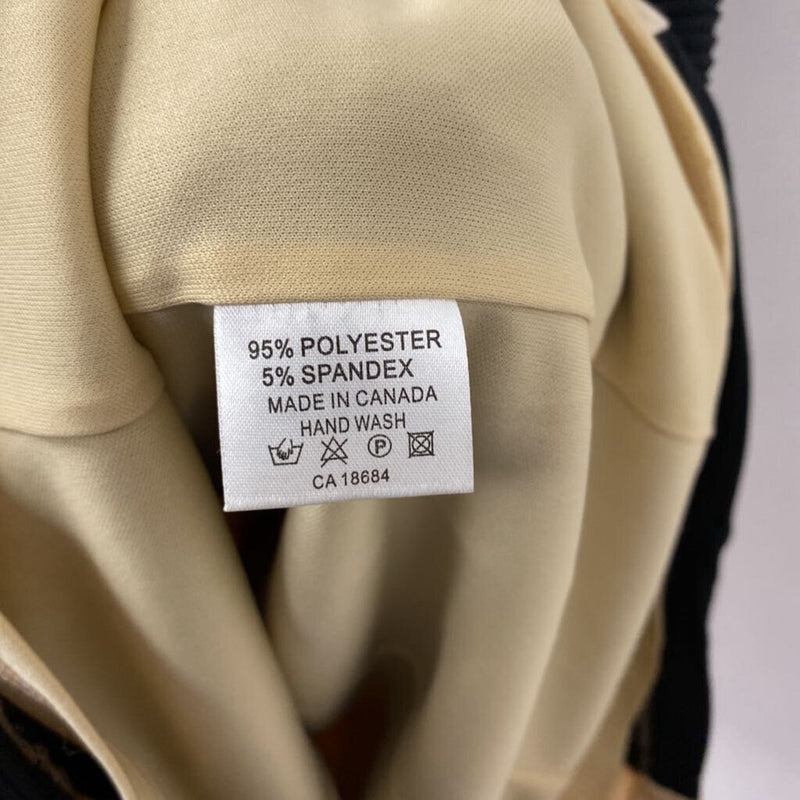 95% POLYESTER
5% SPANDEX
MADE IN CANADA
HAND WASH
P
CA 18684